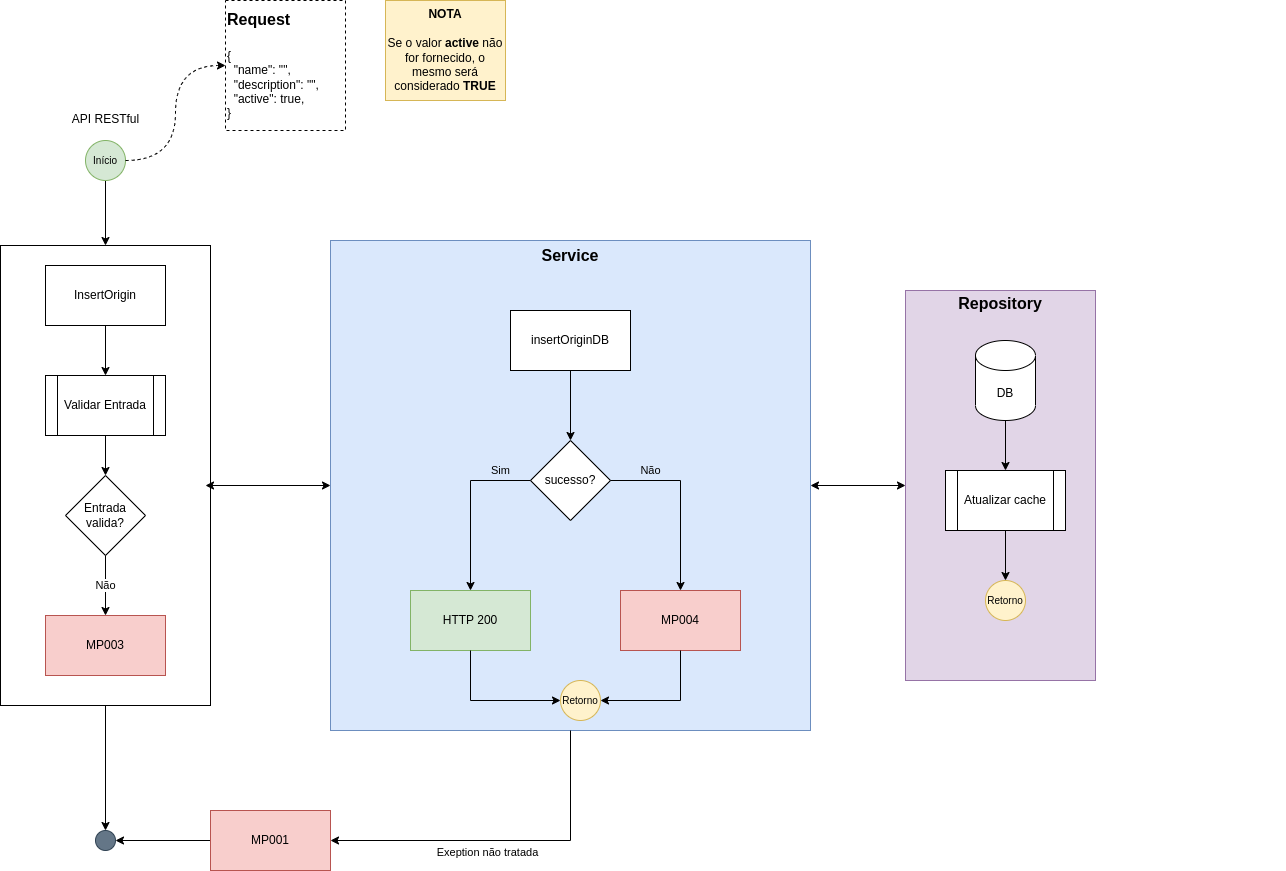 Request
{
"name": "",
"description": "",
"active": true,
}
NOTA
Se o valor active não
for fornecido, o
mesmo será
considerado TRUE
API RESTful
Início
InsertOrigin
Validar Entrada
Entrada
valida?
Não
MP003
Service
insertOriginDB
sucesso?
Sim
Não
HTTP 200
MP004
Retorno
Repository
DB
Atualizar cache
Retorno
MP001
Exeption não tratada